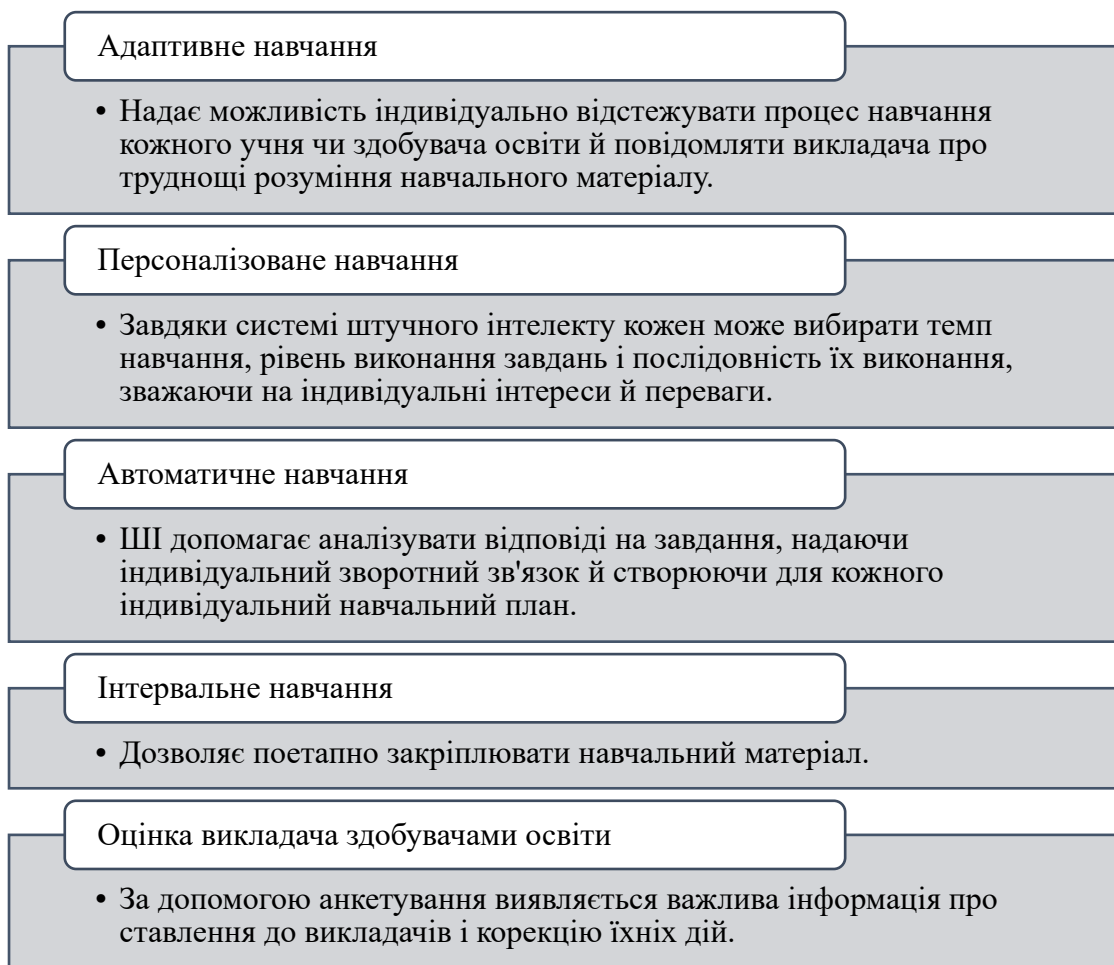 Адаптивне навчання
• Надає можливість індивідуально відстежувати процес навчання
кожного учня чи здобувача освіти й повідомляти викладача про
труднощі розуміння навчального матеріалу.
Персоналізоване навчання
• Завдяки системі штучного інтелекту кожен може вибирати темп
навчання, рівень виконання завдань і послідовність їх виконання,
зважаючи на індивідуальні інтереси й переваги.
Автоматичне навчання
• ШІ допомагає аналізувати відповіді на завдання, надаючи
індивідуальний зворотний зв'язок й створюючи для кожного
індивідуальний навчальний план.
Інтервальне навчання
• Дозволяє поетапно закріплювати навчальний матеріал.
Оцінка викладача здобувачами освіти
• За допомогою анкетування виявляється важлива інформація про
ставлення до викладачів і корекцію їхніх дій.